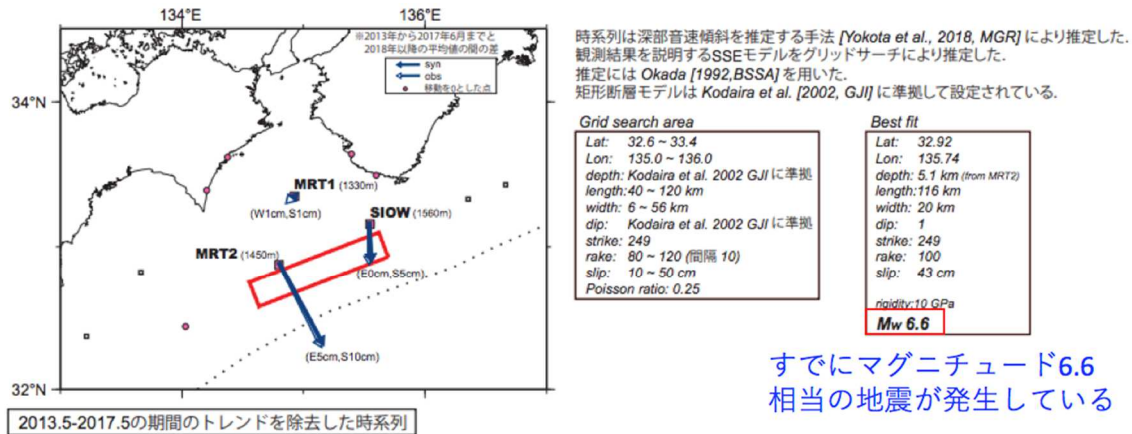 134°E
136°E
34°N
32°N
※2013年から2017年6月までと
2018年以降の平均値の間の差
syn
obs
移動を0とした点
MRT1 (1330m)
(W1cm,S1cm)
SIOW (1560m)
MRT2 (1450m)
(E0cm,S5cm).
(E5cm,S10cm)
2013.5-2017.5の期間のトレンドを除去した時系列
時系列は深部音速傾斜を推定する手法 [Yokota et al., 2018, MGR] により推定した.
観測結果を説明するSSEモデルをグリッドサーチにより推定した.
推定には Okada [1992,BSSA] を用いた.
矩形断層モデルは Kodaira et al. [2002, GJI] に準拠して設定されている.
Grid search area
Lat: 32.6 ~ 33.4
Lon: 135.0 ~ 136.0
depth: Kodaira et al. 2002 GJI に準拠
length: 40 ~ 120 km
width: 6 ~ 56 km
dip: Kodaira et al. 2002 GJI に準拠
strike: 249
rake: 80 ~ 120 (間隔 10)
slip: 10 ~ 50 cm
Poisson ratio: 0.25
Best fit
Lat: 32.92
Lon: 135.74
depth: 5.1 km (from MRT2)
length: 116 km
width: 20 km
dip: 1
strike: 249
rake: 100
slip: 43 cm
rigidity:10 GPa
Mw 6.6
すでにマグニチュード6.6
相当の地震が発生している